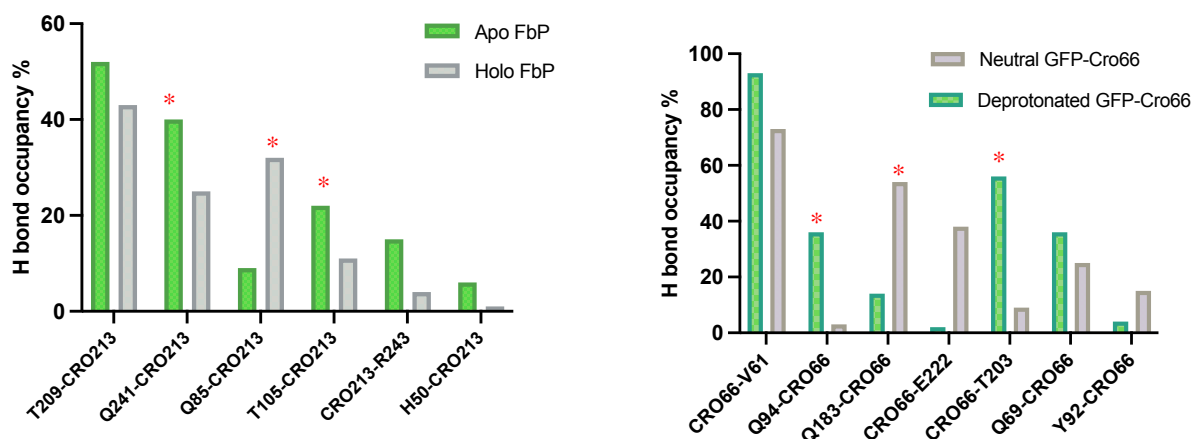 H bond occupancy %
60
40
20
0
*
*
*
Apo FbP
Holo FbP
T209-CRO213
Q241-CRO213
Q85-CRO213
T105-CRO213
CRO213-R243
H50-CRO213
H bond occupancy %
100
80
60
40
20
0
*
*
*
Neutral GFP-Cro66
Deprotonated GFP-Cro66
CRO66-V61
Q94-CRO66
Q183-CRO66
CRO66-E222
CRO66-T203
Q69-CRO66
Y92-CRO66